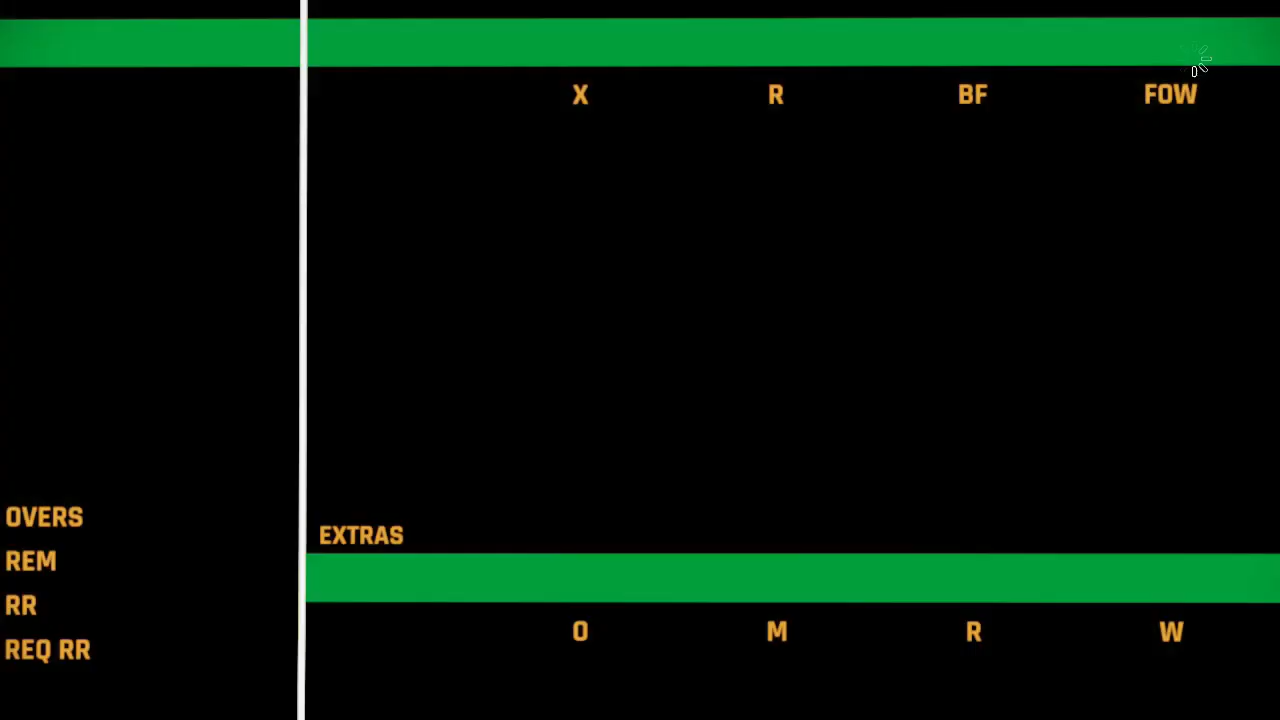 X R BF FOW
OVERS
REM
RR
REQ RR
EXTRAS
O M R W